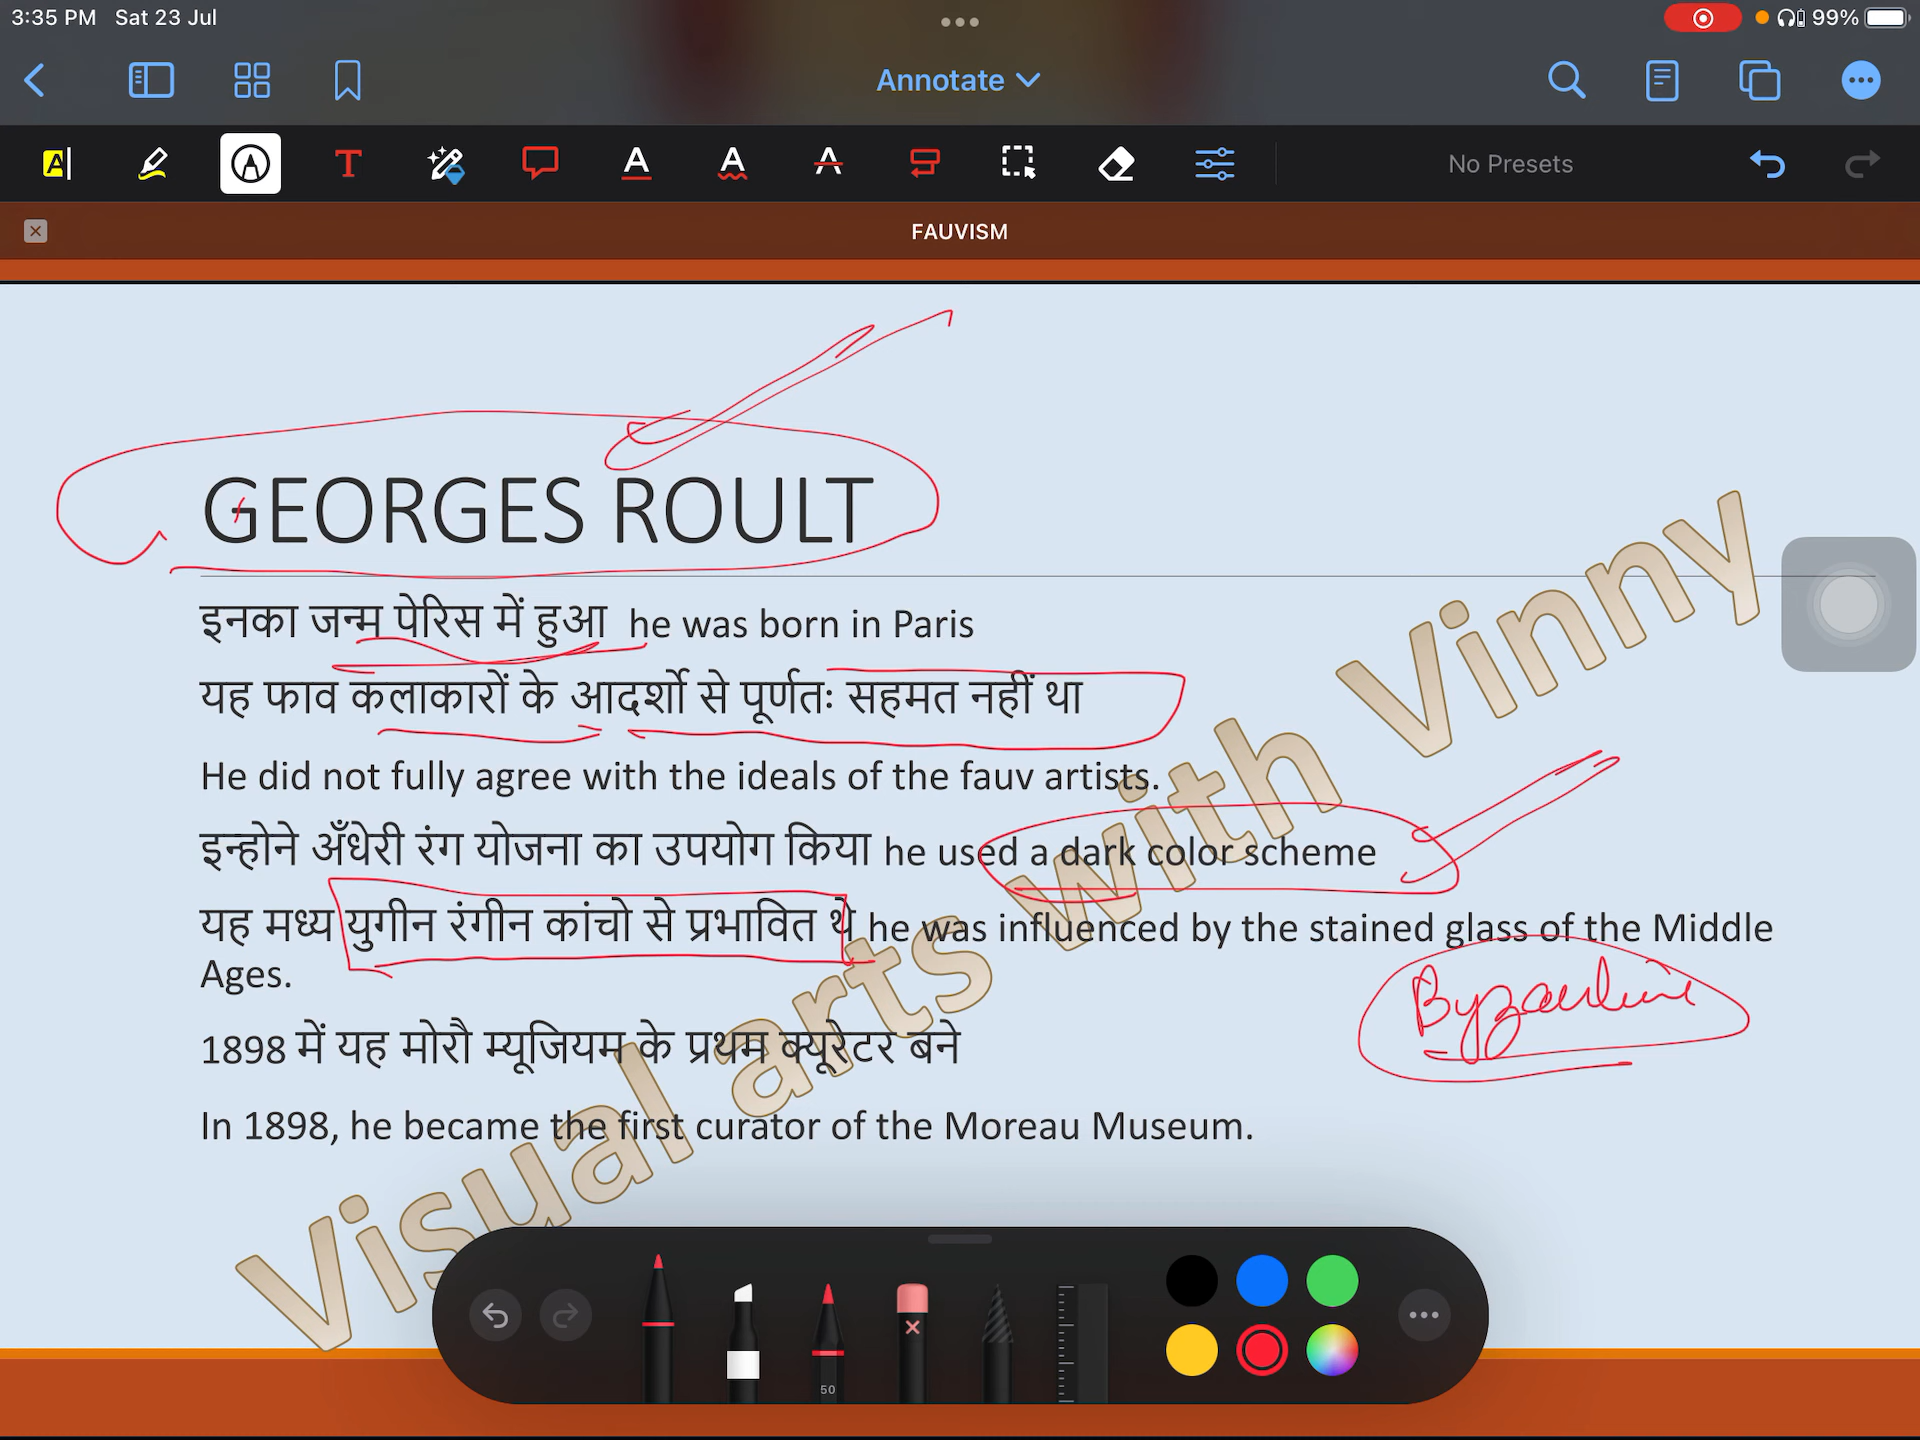 3:35 PM Sat 23 Jul
99%
Annotate
No Presets
FAUVISM
GEORGES ROULT
इनका जन्म पेरिस में हुआ he was born in Paris
यह फाव कलाकारों के आदर्शो से पूर्णतः सहमत नहीं था
He did not fully agree with the ideals of the fauv artists.
इन्होने अँधेरी रंग योजना का उपयोग किया he used a dark color scheme
यह मध्य युगीन रंगीन कांचो से प्रभावित थे he was influenced by the stained glass of the Middle
Ages.
Byzantine
1898 में यह मोरौ म्यूजियम के प्रथम क्यूरेटर बने
In 1898, he became the first curator of the Moreau Museum.
Visual arts with Vinny
50